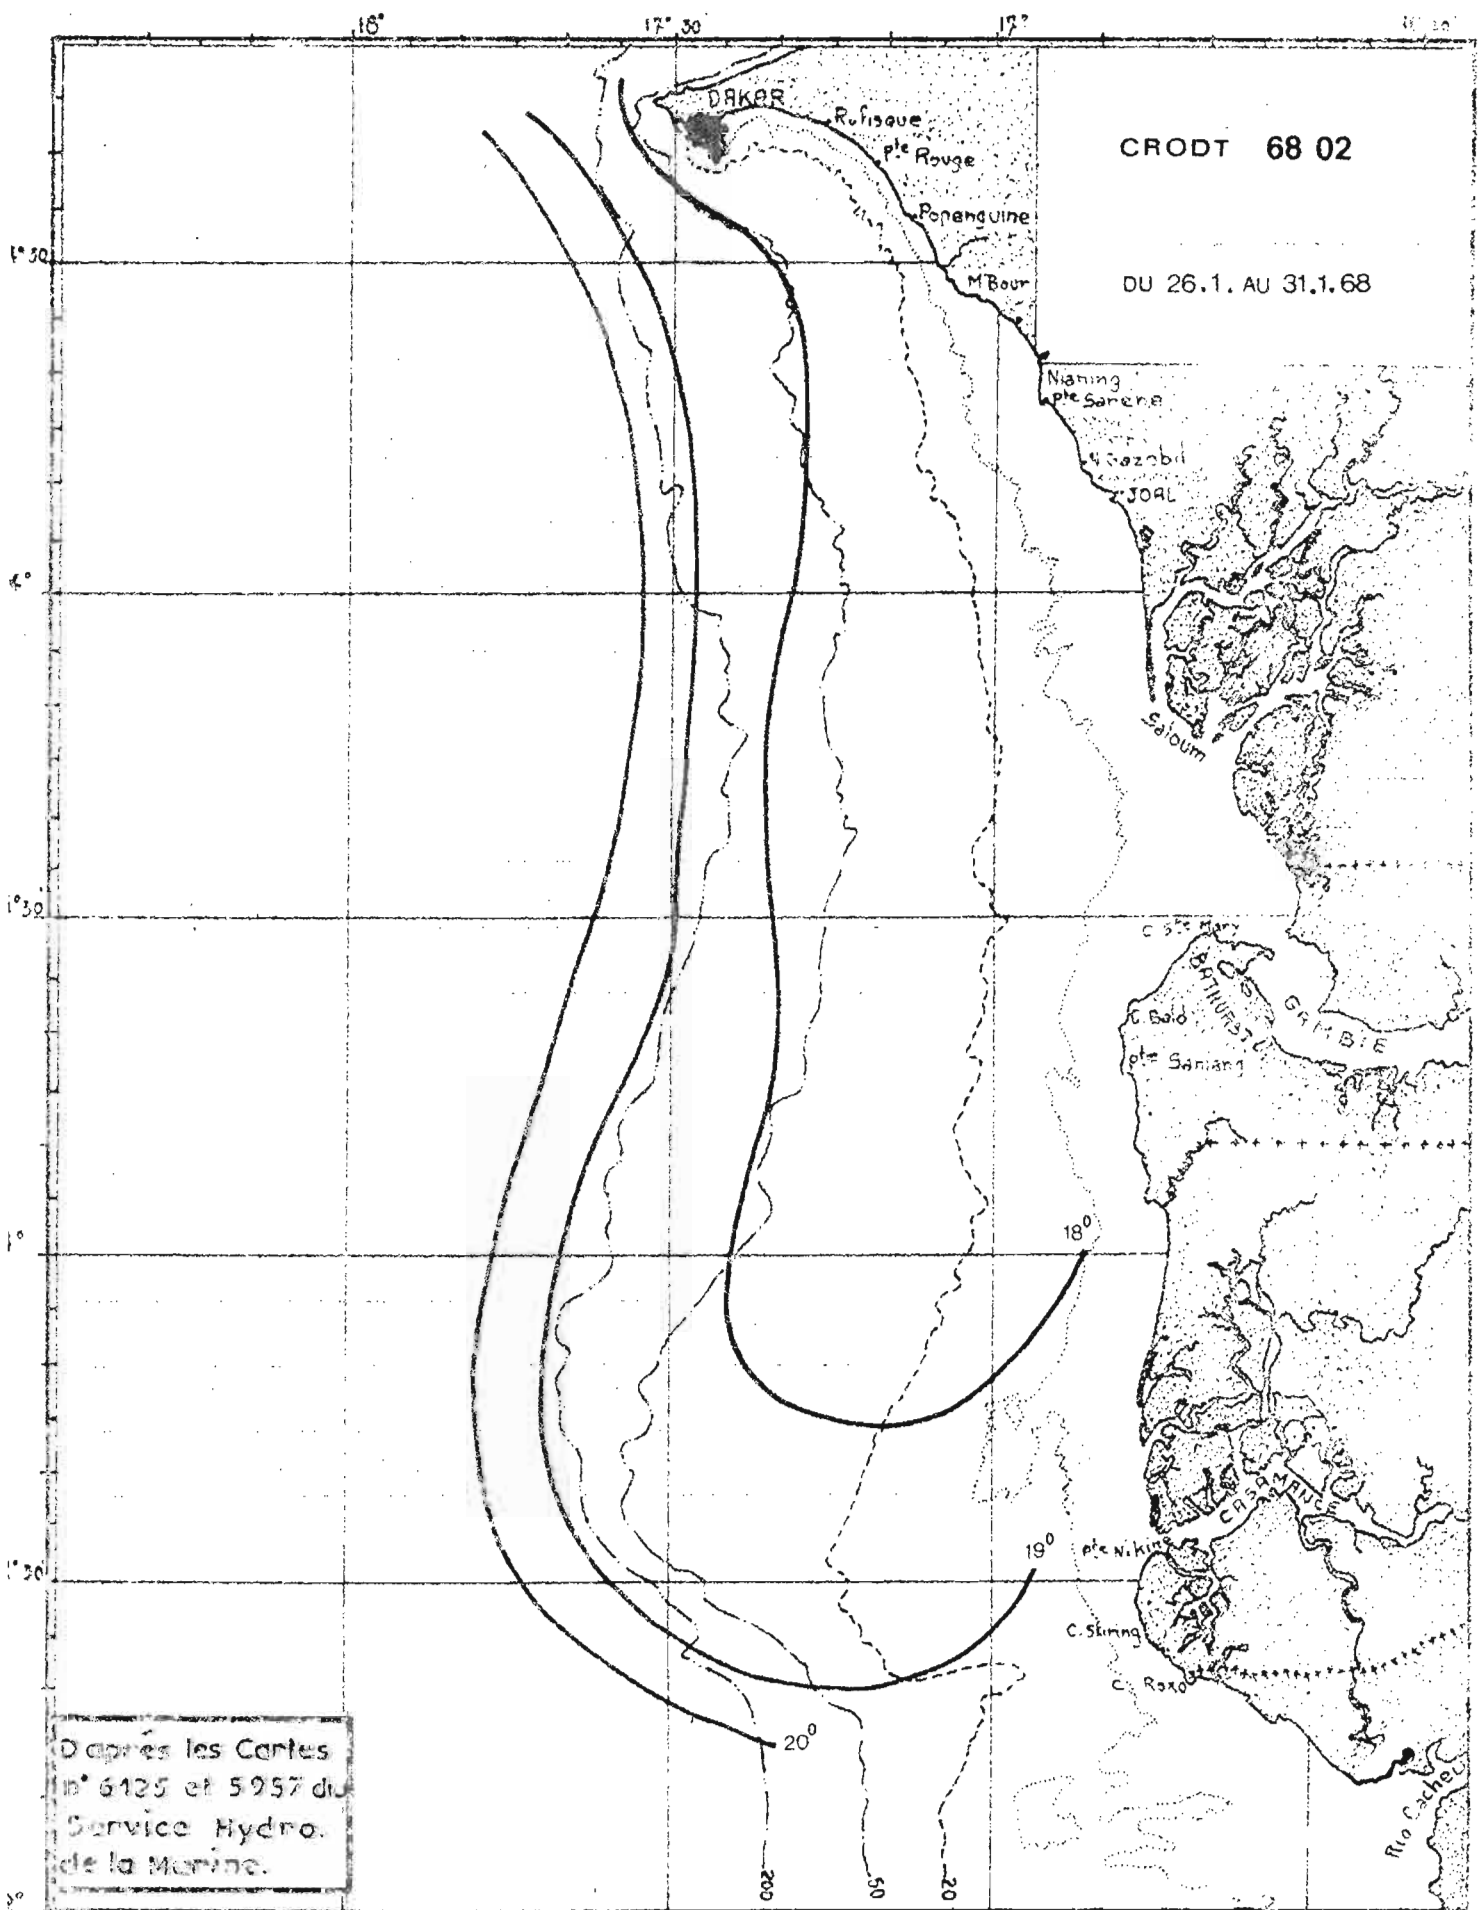 18° 17° 30 17°
DAKAR
Rufisque
pte Rouge
Popenguine
M'Bour
CRODT 68 02
DU 26.1. AU 31.1.68
Nianing
pte Sarene
JOAL
Saloum
C Ste Mary
BATHURST
GAMBIE
C. Bald
pte Saniang
18°
CASAMANCE
19°
pte Nikine
C. Skiring
C. Roxo
20°
D'après les Cartes
n° 6125 et 5957 du
Service Hydro.
de la Marine.
Rio Cacheu
200 50 20